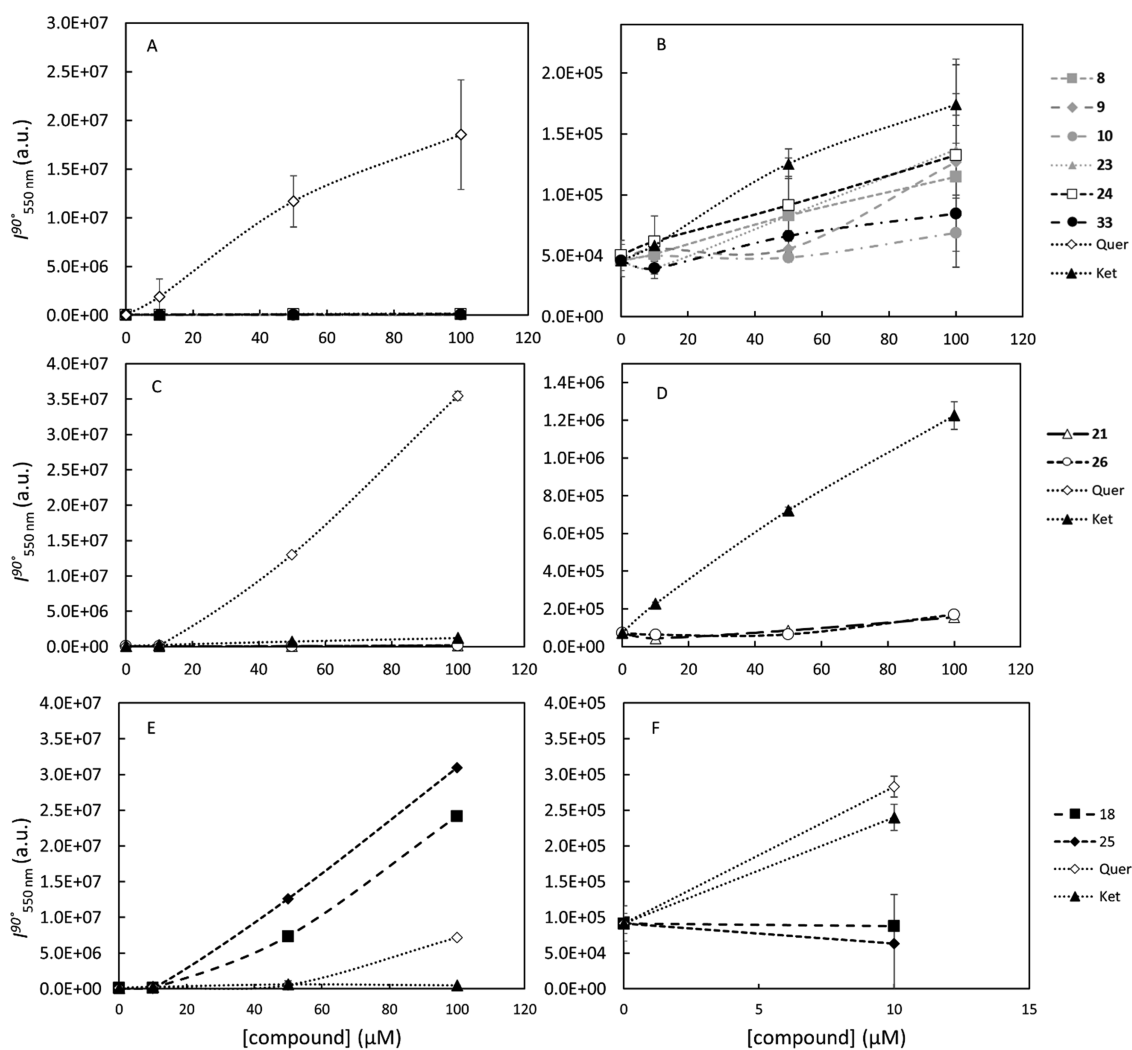 A
3.0E+07
2.5E+07
2.0E+07
1.5E+07
1.0E+07
5.0E+06
0.0E+00
I90°550 nm (a.u.)
0 20 40 60 80 100 120
B
2.0E+05
1.5E+05
1.0E+05
5.0E+04
0.0E+00
0 20 40 60 80 100 120
8
9
10
23
24
33
Quer
Ket
C
4.0E+07
3.5E+07
3.0E+07
2.5E+07
2.0E+07
1.5E+07
1.0E+07
5.0E+06
0.0E+00
I90°550 nm (a.u.)
0 20 40 60 80 100 120
D
1.4E+06
1.2E+06
1.0E+06
8.0E+05
6.0E+05
4.0E+05
2.0E+05
0.0E+00
0 20 40 60 80 100 120
21
26
Quer
Ket
E
4.0E+07
3.5E+07
3.0E+07
2.5E+07
2.0E+07
1.5E+07
1.0E+07
5.0E+06
0.0E+00
I90°550 nm (a.u.)
0 20 40 60 80 100 120
[compound] (μM)
F
4.0E+05
3.5E+05
3.0E+05
2.5E+05
2.0E+05
1.5E+05
1.0E+05
5.0E+04
0.0E+00
0 5 10 15
[compound] (μM)
18
25
Quer
Ket